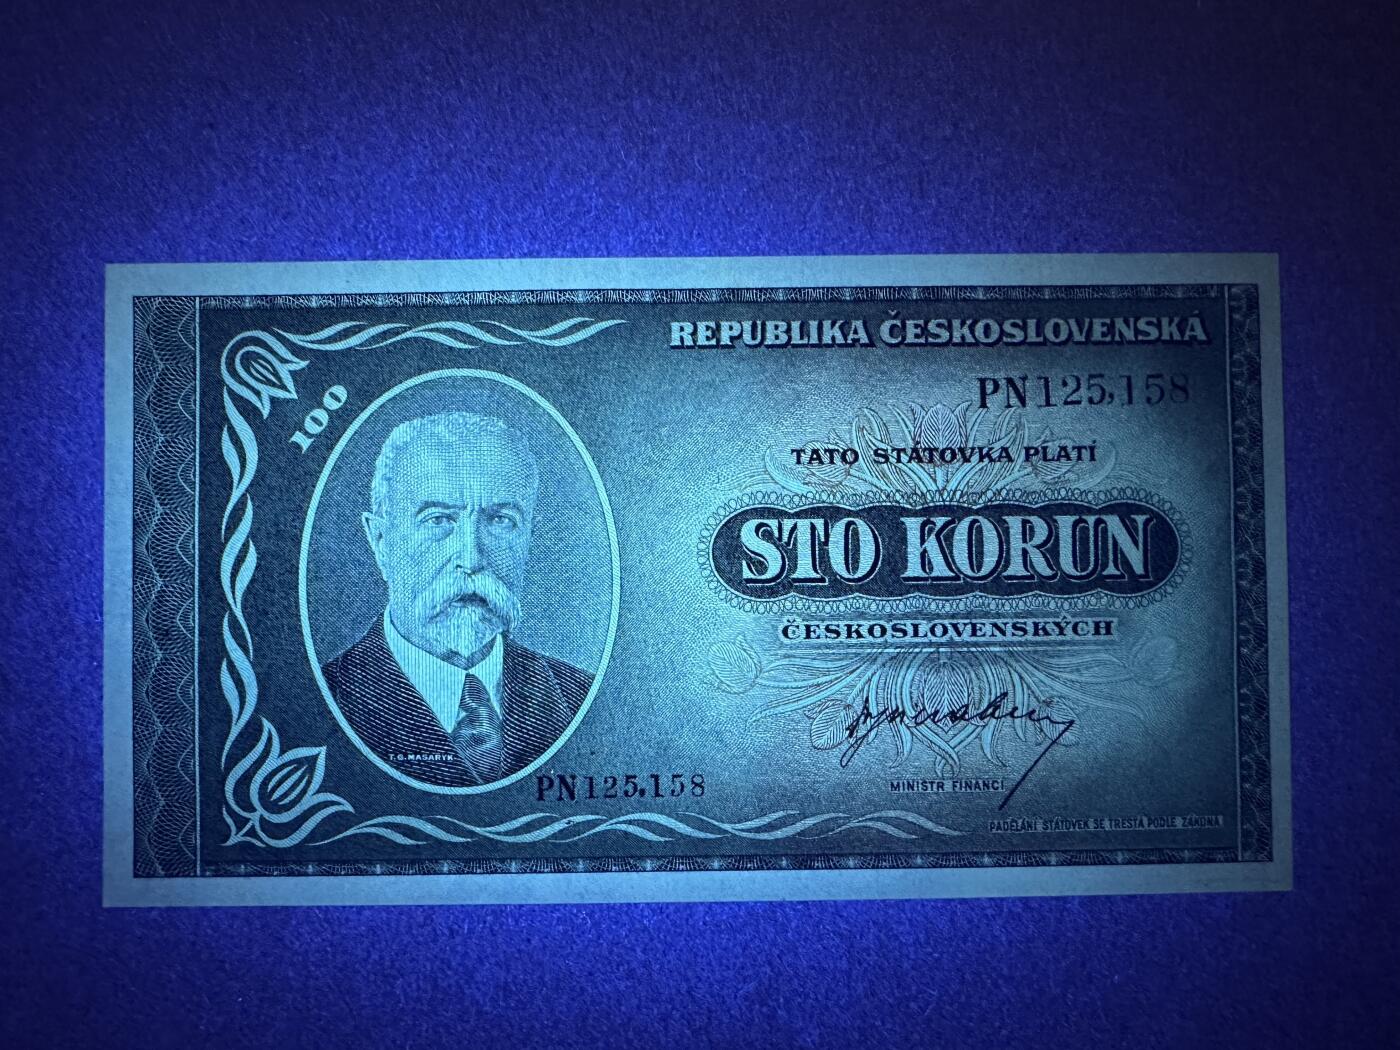 REPUBLIKA ČESKOSLOVENSKÁ
100
PN125,158
TATO STÁTOVKA PLATÍ
STO KORUN
ČESKOSLOVENSKÝCH
T.G.MASARYK
PN125,158
MINISTR FINANCÍ
PADĚLÁNÍ STÁTOVEK SE TRESTÁ PODLE ZÁKONA